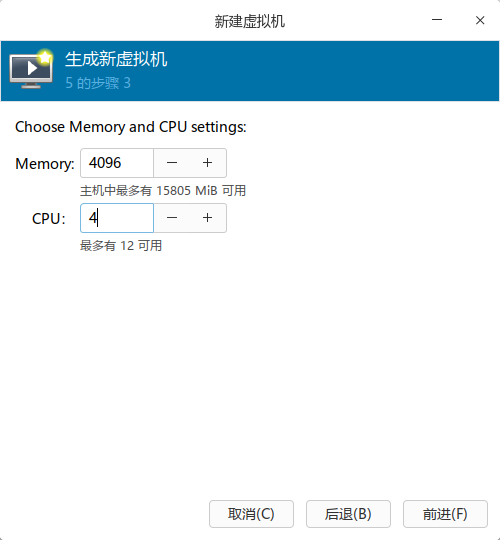 新建虚拟机
生成新虚拟机
5 的步骤 3
Choose Memory and CPU settings:
Memory: 4096
主机中最多有 15805 MiB 可用
CPU: 4
最多有 12 可用
取消(C) 后退(B) 前进(F)